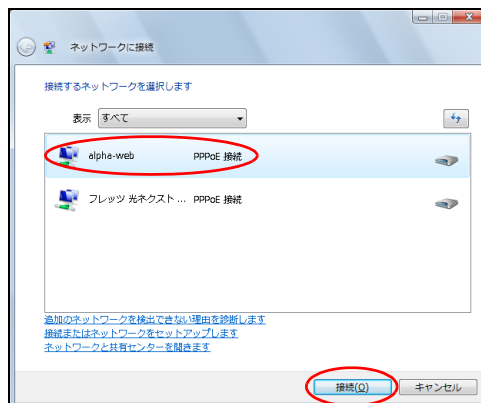 ネットワークに接続
接続するネットワークを選択します
表示 すべて
alpha-web PPPoE 接続
フレッツ 光ネクスト ... PPPoE 接続
追加のネットワークを検出できない理由を診断します
接続またはネットワークをセットアップします
ネットワークと共有センターを開きます
接続(O) キャンセル